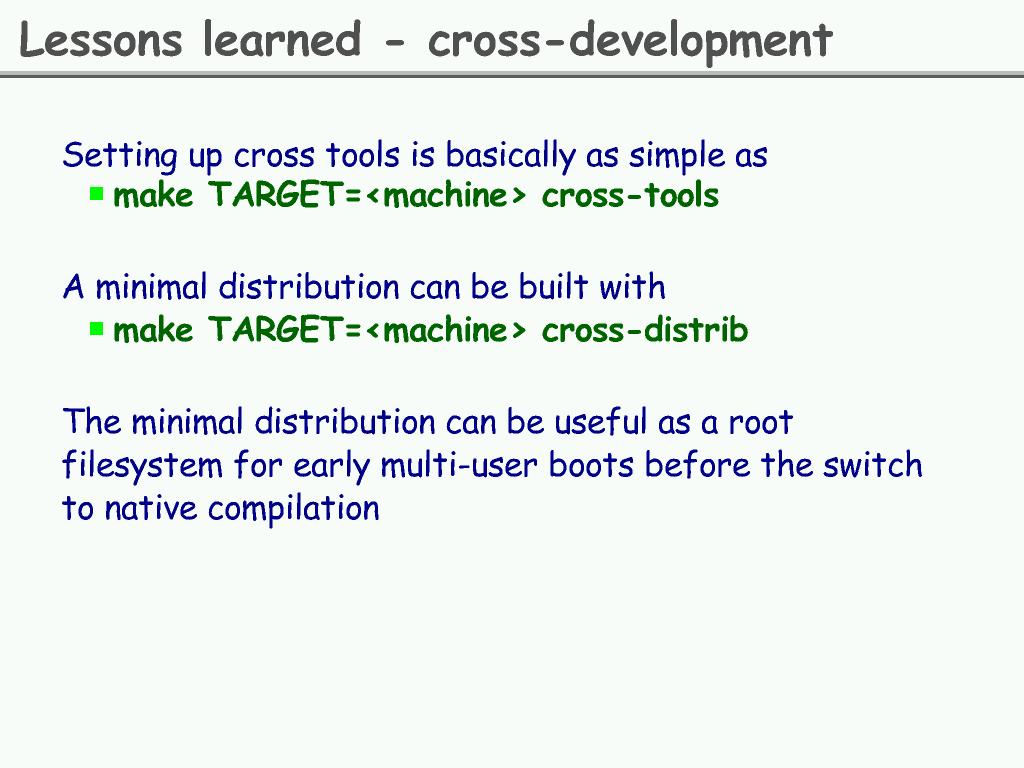 Lessons learned - cross-development
Setting up cross tools is basically as simple as
make TARGET=<machine> cross-tools
A minimal distribution can be built with
make TARGET=<machine> cross-distrib
The minimal distribution can be useful as a root
filesystem for early multi-user boots before the switch
to native compilation